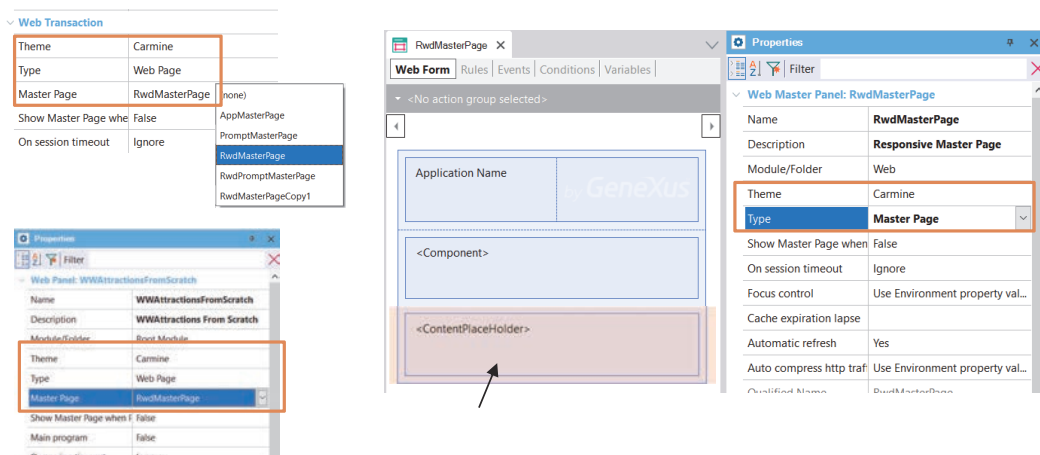 Web Transaction
Theme Carmine
Type Web Page
Master Page RwdMasterPage
Show Master Page whe False
On session timeout Ignore
(none)
AppMasterPage
PromptMasterPage
RwdMasterPage
RwdPromptMasterPage
RwdMasterPageCopy1
Properties
Filter
Web Panel: WWAttractionsFromScratch
Name WWAttractionsFromScratch
Description WWAttractions From Scratch
Module/Folder Root Module
Theme Carmine
Type Web Page
Master Page RwdMasterPage
Show Master Page when F False
Main program False
RwdMasterPage
Web Form Rules Events Conditions Variables
<No action group selected>
Application Name
by GeneXus
<Component>
<ContentPlaceHolder>
Properties
Filter
Web Master Panel: RwdMasterPage
Name RwdMasterPage
Description Responsive Master Page
Module/Folder Web
Theme Carmine
Type Master Page
Show Master Page when False
On session timeout Ignore
Focus control Use Environment property val...
Cache expiration lapse
Automatic refresh Yes
Auto compress http traf Use Environment property val...
Qualified Name RwdMasterPage